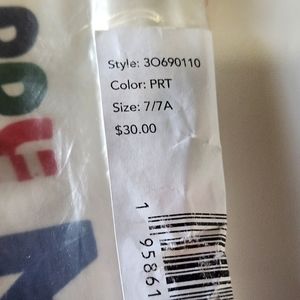 Style: 3O690110
Color: PRT
Size: 7/7A
$30.00
1 95861